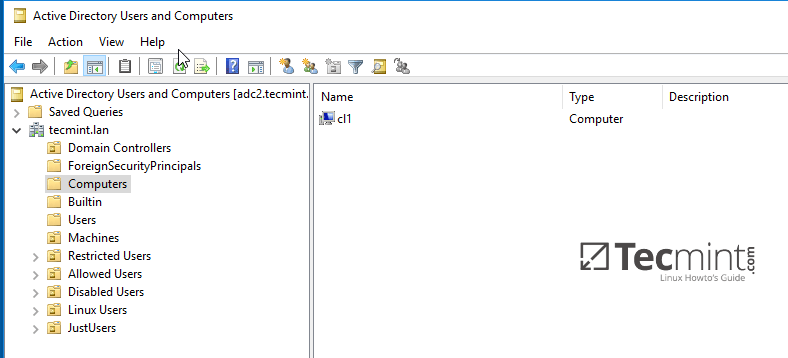 Active Directory Users and Computers
File Action View Help
Active Directory Users and Computers [adc2.tecmint.
Saved Queries
tecmint.lan
Domain Controllers
ForeignSecurityPrincipals
Computers
Builtin
Users
Machines
Restricted Users
Allowed Users
Disabled Users
Linux Users
JustUsers
Name Type Description
cl1 Computer
Tecmint.com
Linux Howto's Guide